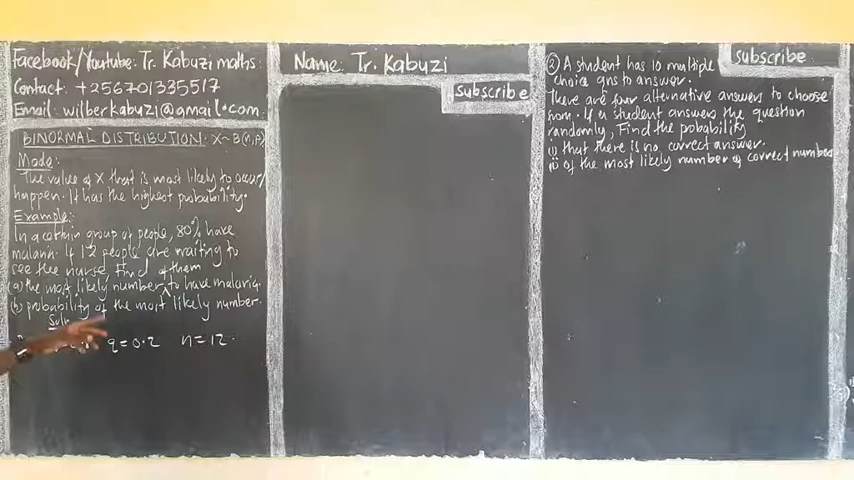 Facebook/Youtube: Tr. Kabuzi maths
Contact: +256701335517
Email: wilberkabuzi@gmail.com
BINORMAL DISTRIBUTION. X~B(n,p)
Mode:
The value of X that is most likely to occur/
happen. It has the highest probability.
Example:
In a certain group of people, 80% have
malaria. If 12 people are waiting to
see the nurse. Find of them
(a) the most likely number to have malaria.
(b) probability of the most likely number.
Soln
q=0.2 n=12.
Name: Tr. Kabuzi
subscribe
subscribe
② A student has 10 multiple
choice qns to answer.
There are four alternative answers to choose
from. If a student answers the question
randomly, Find the pobability
(i) that there is no correct answer.
ii) of the most likely number of correct number